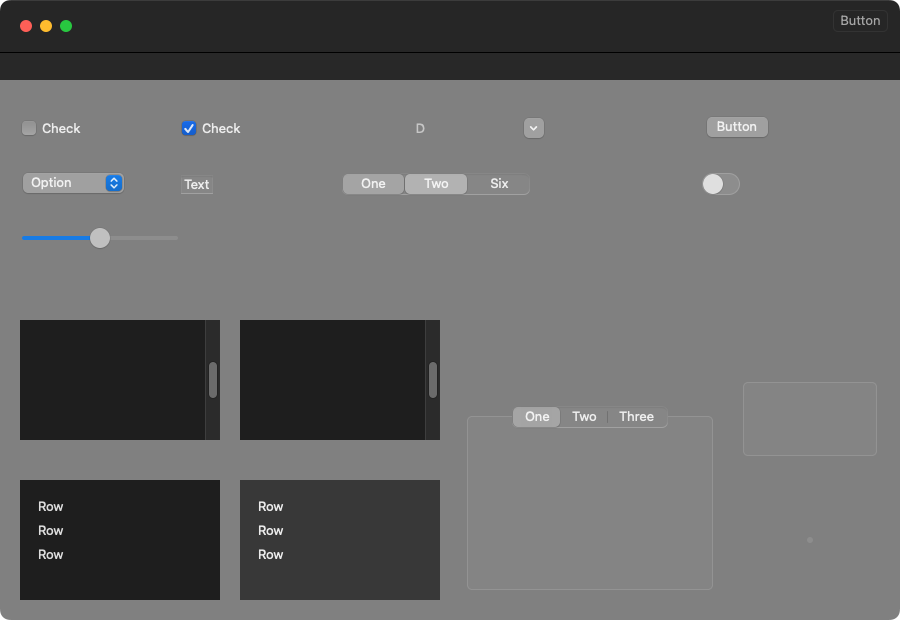 Button
Check
Check
D
Button
Option
Text
One
Two
Six
One
Two
Three
Row
Row
Row
Row
Row
Row